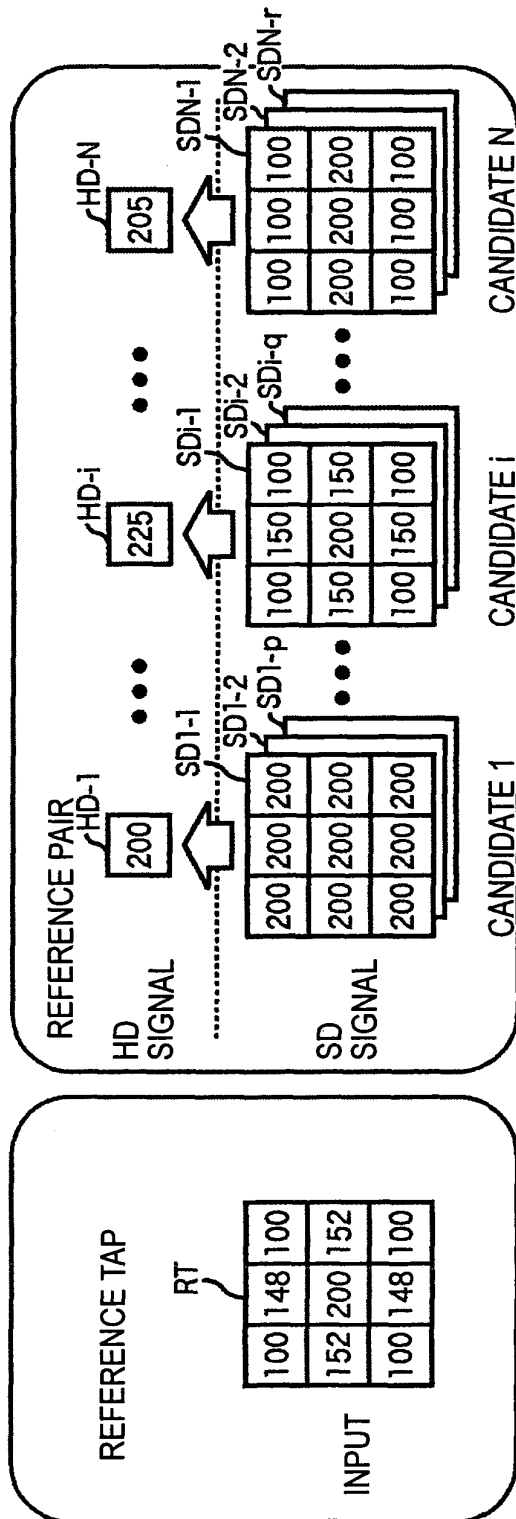 REFERENCE TAP
RT
100 148 100
152 200 152
100 148 100
INPUT
REFERENCE PAIR
HD
SIGNAL
HD-1
200
HD-i
225
HD-N
205
SD
SIGNAL
SD1-1
SD1-2
SD1-p
200 200 200
200 200 200
200 200 200
CANDIDATE 1
SDi-1
SDi-2
SDi-q
100 150 100
150 200 150
100 150 100
CANDIDATE i
SDN-1
SDN-2
SDN-r
100 100 100
200 200 200
100 100 100
CANDIDATE N